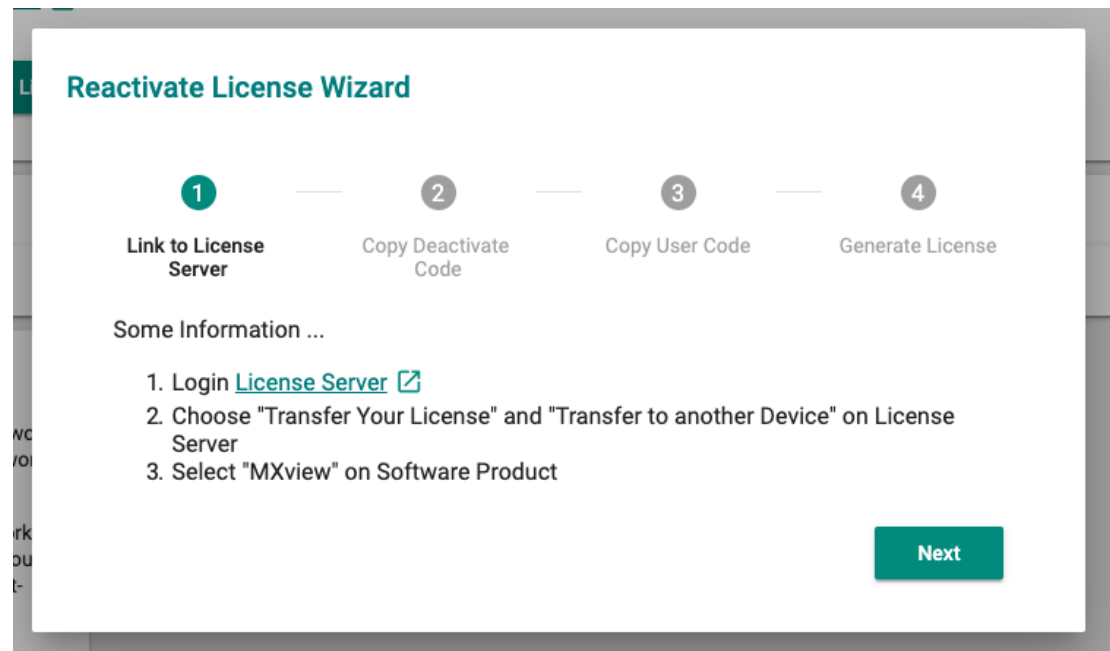 Reactivate License Wizard
1
2
3
4
Link to License
Server
Copy Deactivate
Code
Copy User Code
Generate License
Some Information ...
1. Login License Server
2. Choose "Transfer Your License" and "Transfer to another Device" on License
Server
3. Select "MXview" on Software Product
Next